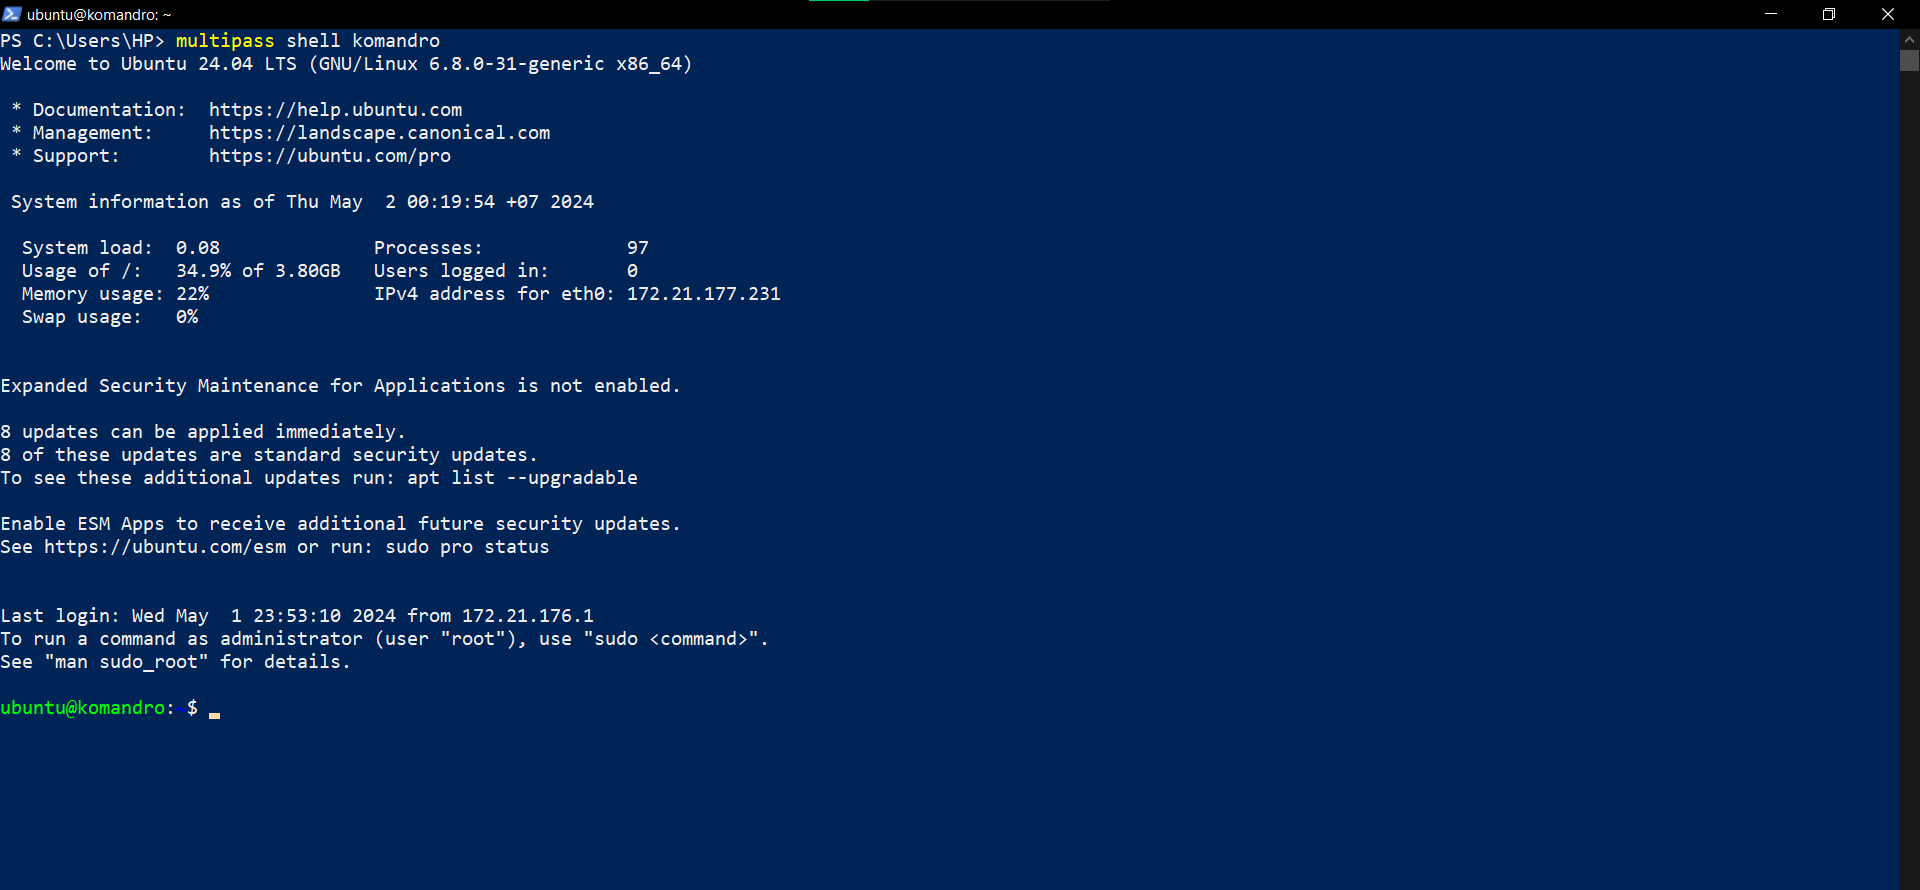 ubuntu@komandro: ~
PS C:\Users\HP> multipass shell komandro
Welcome to Ubuntu 24.04 LTS (GNU/Linux 6.8.0-31-generic x86_64)
* Documentation:  https://help.ubuntu.com
* Management:     https://landscape.canonical.com
* Support:        https://ubuntu.com/pro
System information as of Thu May  2 00:19:54 +07 2024
System load:  0.08              Processes:             97
Usage of /:   34.9% of 3.80GB   Users logged in:       0
Memory usage: 22%               IPv4 address for eth0: 172.21.177.231
Swap usage:   0%
Expanded Security Maintenance for Applications is not enabled.
8 updates can be applied immediately.
8 of these updates are standard security updates.
To see these additional updates run: apt list --upgradable
Enable ESM Apps to receive additional future security updates.
See https://ubuntu.com/esm or run: sudo pro status
Last login: Wed May  1 23:53:10 2024 from 172.21.176.1
To run a command as administrator (user "root"), use "sudo <command>".
See "man sudo_root" for details.
ubuntu@komandro:~$